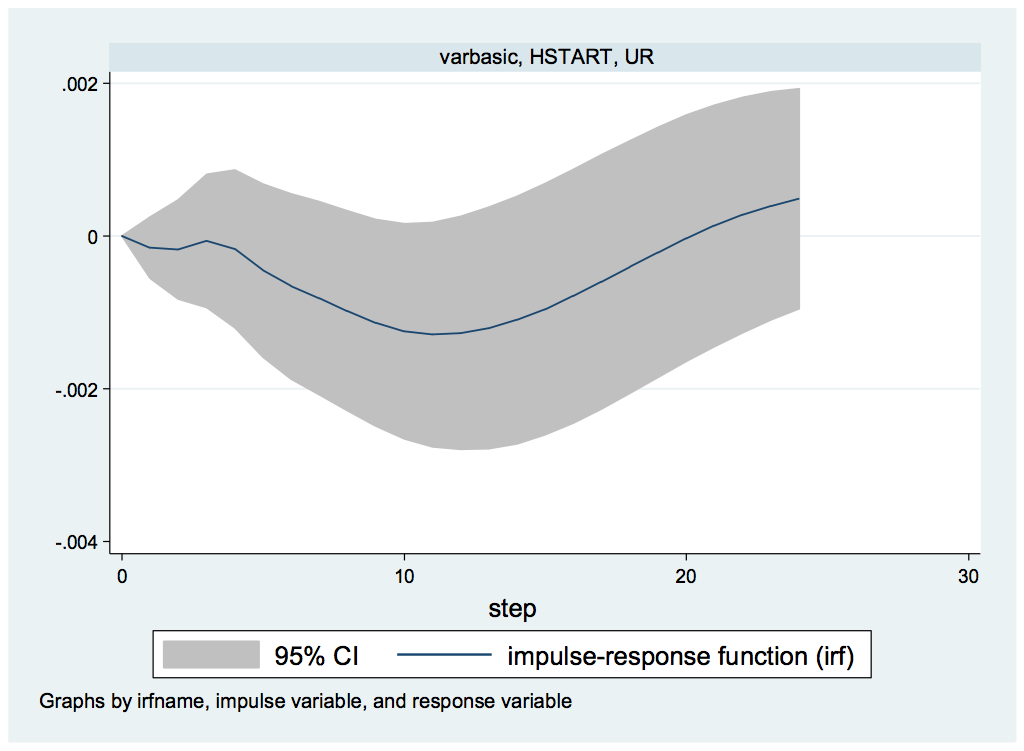 varbasic, HSTART, UR
.002
0
-.002
-.004
0 10 20 30
step
95% CI impulse-response function (irf)
Graphs by irfname, impulse variable, and response variable